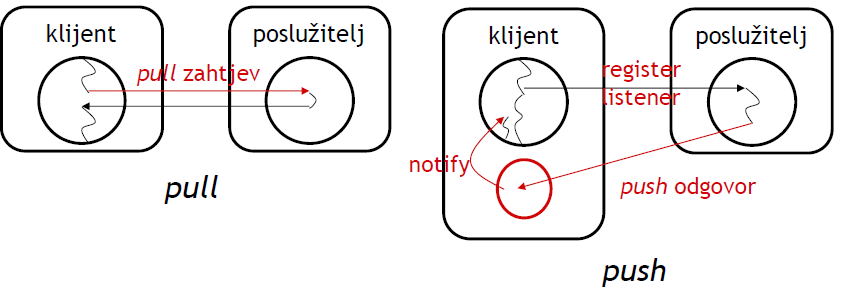 klijent
poslužitelj
pull zahtjev
pull
klijent
poslužitelj
register
listener
notify
push odgovor
push